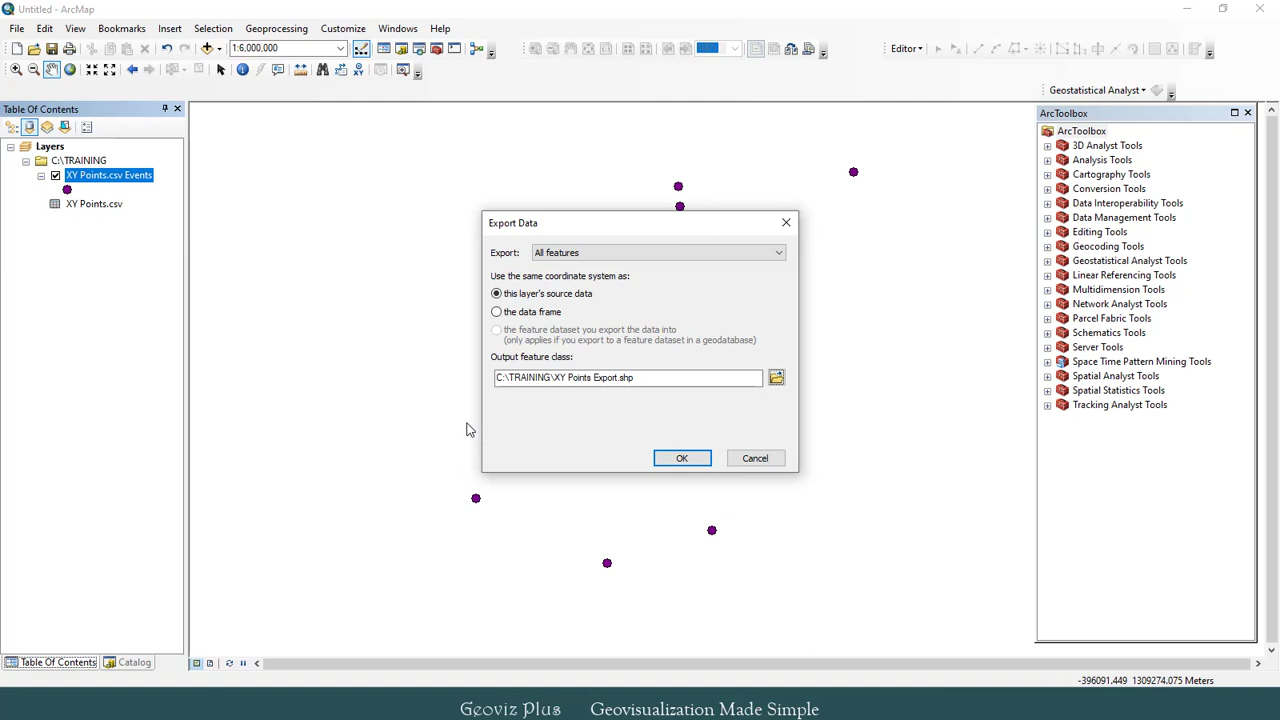 Untitled - ArcMap
File Edit View Bookmarks Insert Selection Geoprocessing Customize Windows Help
1:6,000,000
Editor
Geostatistical Analyst
Table Of Contents
Layers
C:\TRAINING
XY Points.csv Events
XY Points.csv
Export Data
Export: All features
Use the same coordinate system as:
this layer's source data
the data frame
the feature dataset you export the data into
(only applies if you export to a feature dataset in a geodatabase)
Output feature class:
C:\TRAINING\XY Points Export.shp
OK Cancel
ArcToolbox
ArcToolbox
3D Analyst Tools
Analysis Tools
Cartography Tools
Conversion Tools
Data Interoperability Tools
Data Management Tools
Editing Tools
Geocoding Tools
Geostatistical Analyst Tools
Linear Referencing Tools
Multidimension Tools
Network Analyst Tools
Parcel Fabric Tools
Schematics Tools
Server Tools
Space Time Pattern Mining Tools
Spatial Analyst Tools
Spatial Statistics Tools
Tracking Analyst Tools
Table Of Contents Catalog
-396091.449 1309274.075 Meters
Geoviz Plus Geovisualization Made Simple